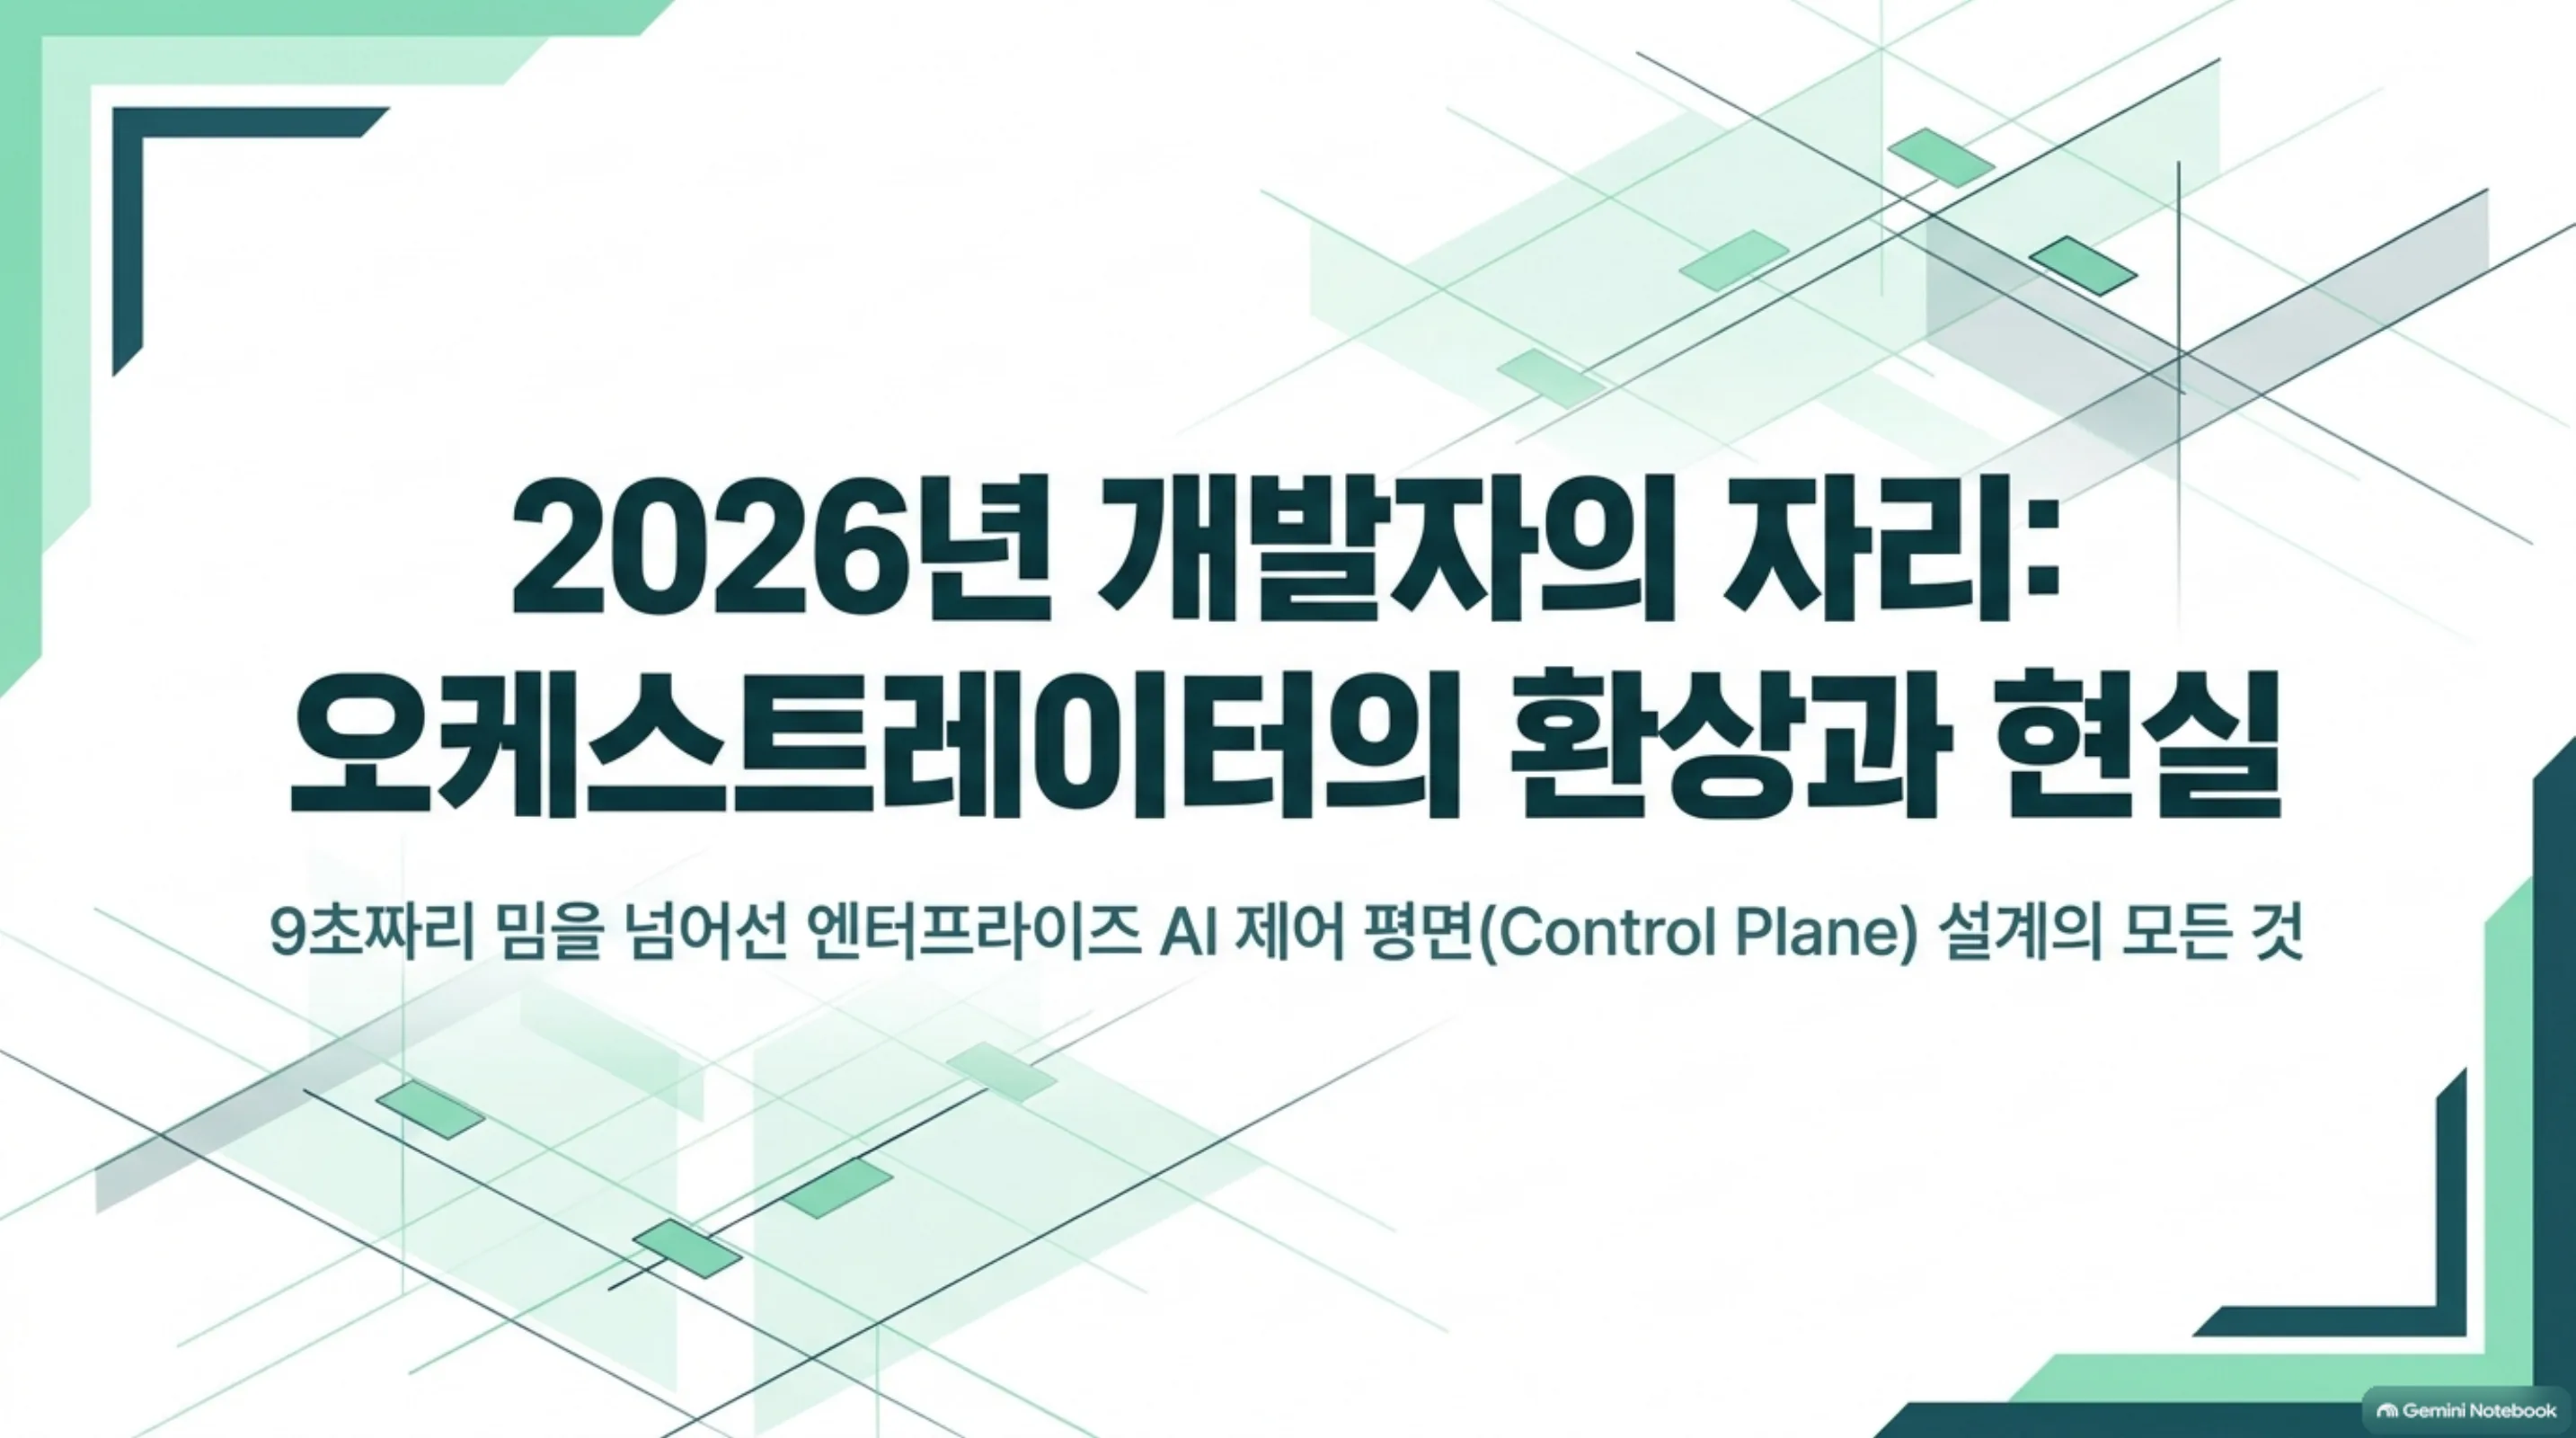 2026년 개발자의 자리:
오케스트레이터의 환상과 현실
9초짜리 밈을 넘어선 엔터프라이즈 AI 제어 평면(Control Plane) 설계의 모든 것
Gemini Notebook